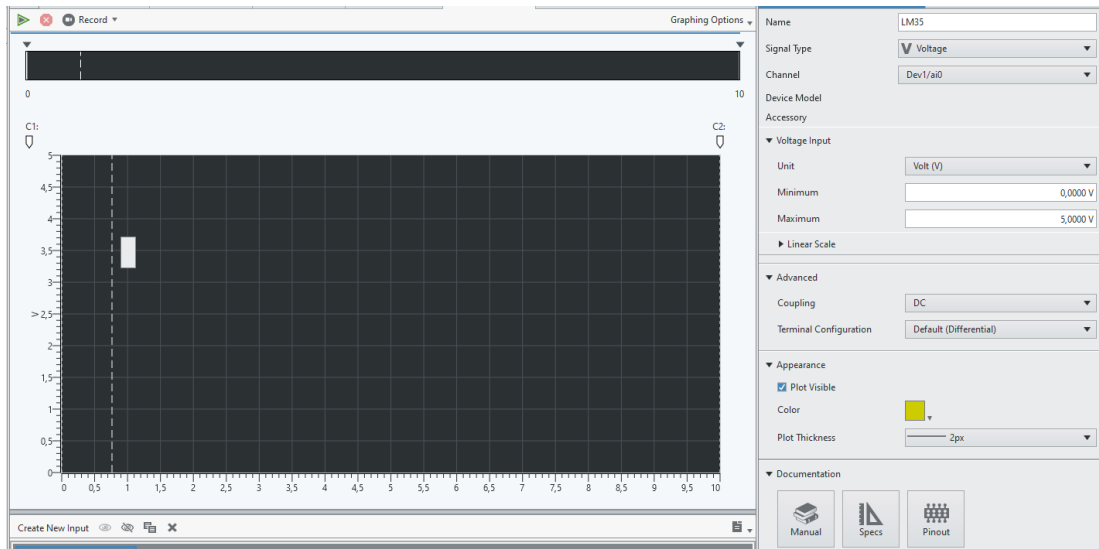 Record
Graphing Options
0
10
C1:
C2:
5
4,5
4
3,5
3
2,5
2
1,5
1
0,5
0
V
0 0,5 1 1,5 2 2,5 3 3,5 4 4,5 5 5,5 6 6,5 7 7,5 8 8,5 9 9,5 10
Create New Input
Name LM35
Signal Type V Voltage
Channel Dev1/ai0
Device Model
Accessory
Voltage Input
Unit Volt (V)
Minimum 0,0000 V
Maximum 5,0000 V
Linear Scale
Advanced
Coupling DC
Terminal Configuration Default (Differential)
Appearance
Plot Visible
Color
Plot Thickness 2px
Documentation
Manual Specs Pinout